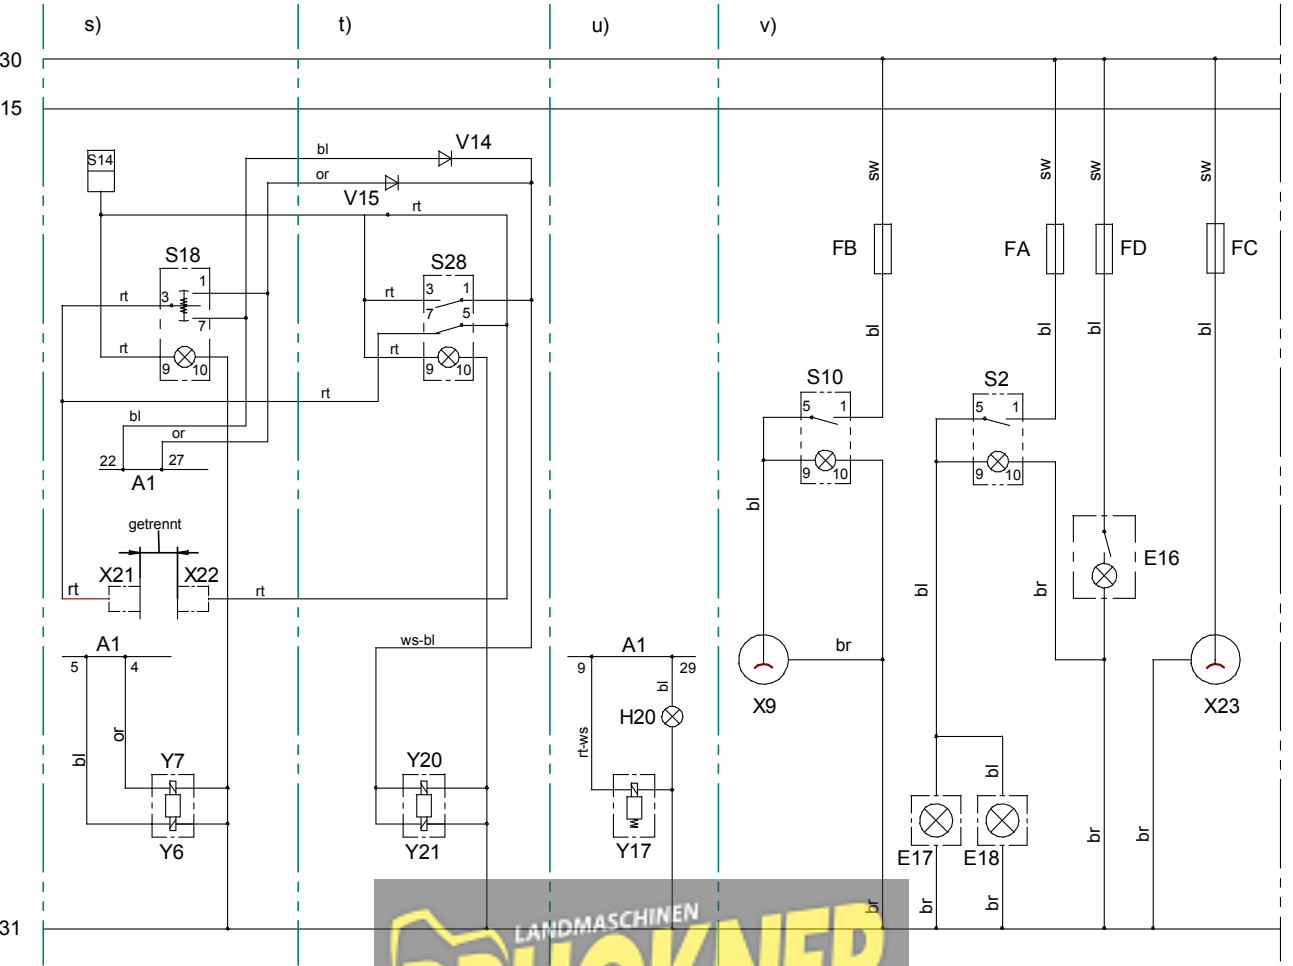 s) t) u) v)
30
15
bl V14
S14
or
V15 rt
sw sw sw sw
FB FA FD FC
S18 S28
1
rt 3
7
rt
9 10
rt 3 1
7 5
rt
9 10
bl bl bl bl
rt
S10 S2
5 1 5 1
9 10 9 10
bl
or
22 27
A1
bl
getrennt
X21 X22
rt rt
E16
bl br
A1
5 4
ws-bl
A1
9 29
bl
br
H20
X9 X23
or
bl
rt-ws
Y7 Y20
bl
Y6 Y21 Y17
E17 E18
br br
br br br
31
LANDMASCHINEN